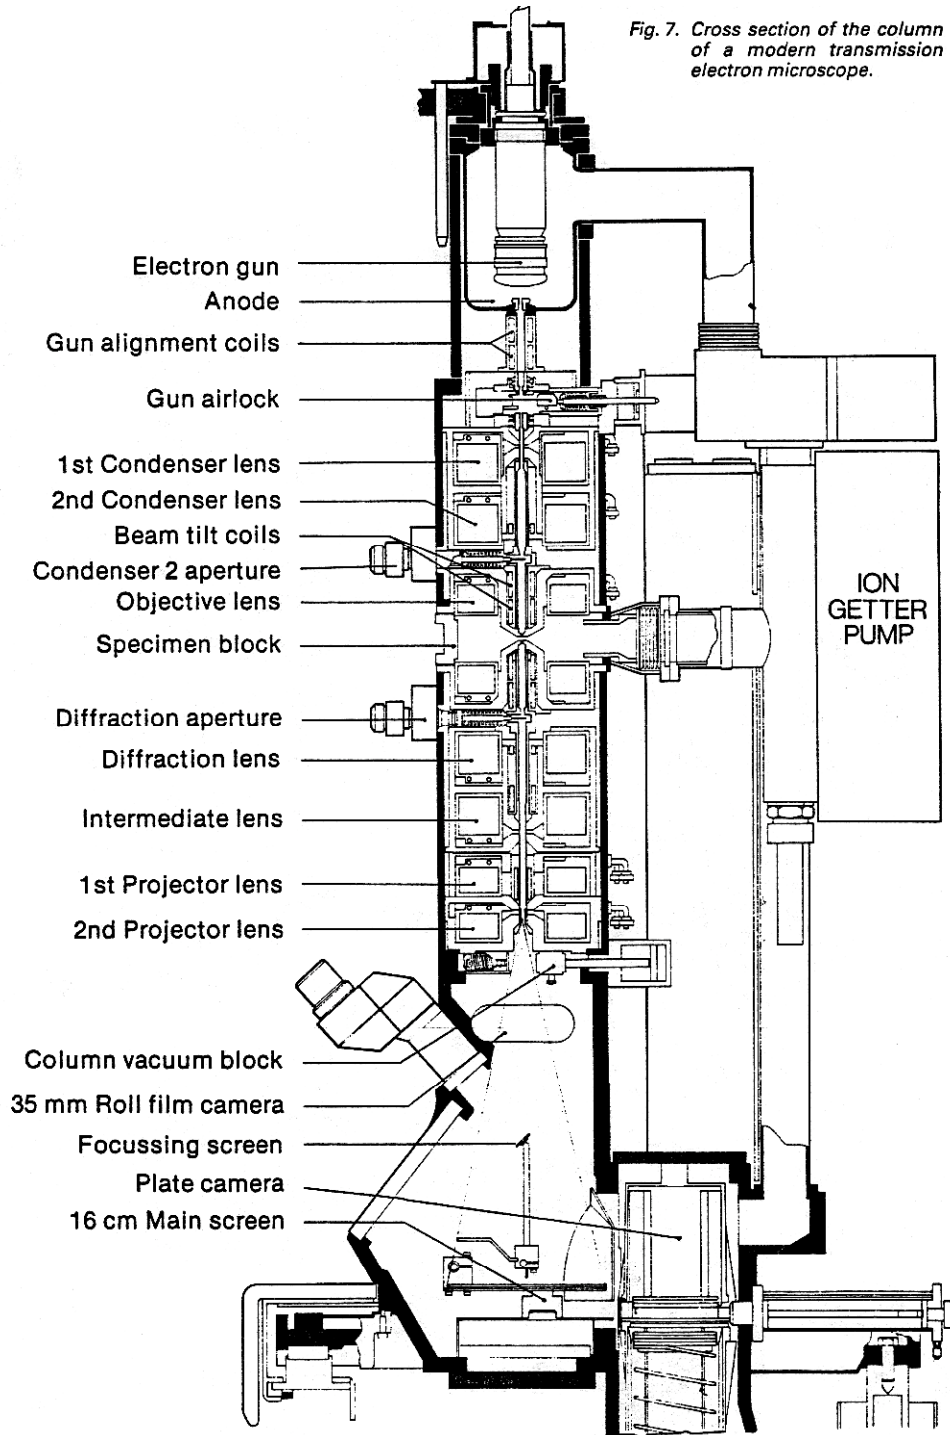 Fig. 7. Cross section of the column
of a modern transmission
electron microscope.
Electron gun
Anode
Gun alignment coils
Gun airlock
1st Condenser lens
2nd Condenser lens
Beam tilt coils
Condenser 2 aperture
Objective lens
Specimen block
Diffraction aperture
Diffraction lens
Intermediate lens
1st Projector lens
2nd Projector lens
Column vacuum block
35 mm Roll film camera
Focussing screen
Plate camera
16 cm Main screen
ION
GETTER
PUMP